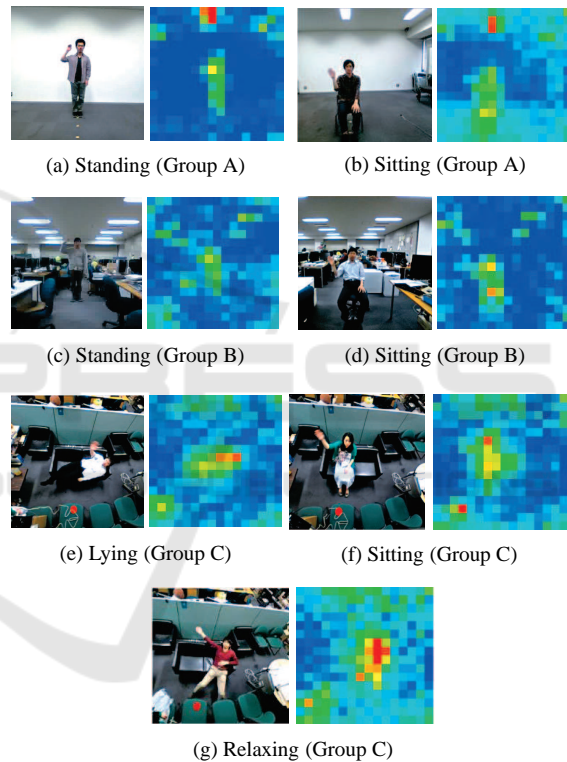 (a) Standing (Group A)
(b) Sitting (Group A)
(c) Standing (Group B)
(d) Sitting (Group B)
(e) Lying (Group C)
(f) Sitting (Group C)
(g) Relaxing (Group C)